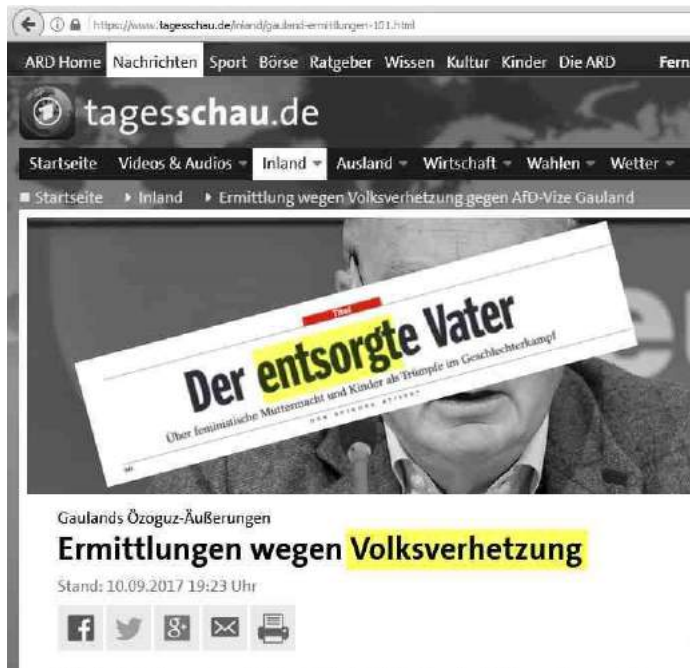 https://www.tagesschau.de/inland/gauland-ermittlungen-101.html
ARD Home Nachrichten Sport Börse Ratgeber Wissen Kultur Kinder Die ARD Fern
tagesschau.de
Startseite Videos & Audios Inland Ausland Wirtschaft Wahlen Wetter
Startseite Inland Ermittlung wegen Volksverhetzung gegen AfD-Vize Gauland
Titel
Der entsorgte Vater
Über feministische Muttermacht und Kinder als Trümpfe im Geschlechterkampf
Gaulands Özoguz-Äußerungen
Ermittlungen wegen Volksverhetzung
Stand: 10.09.2017 19:23 Uhr